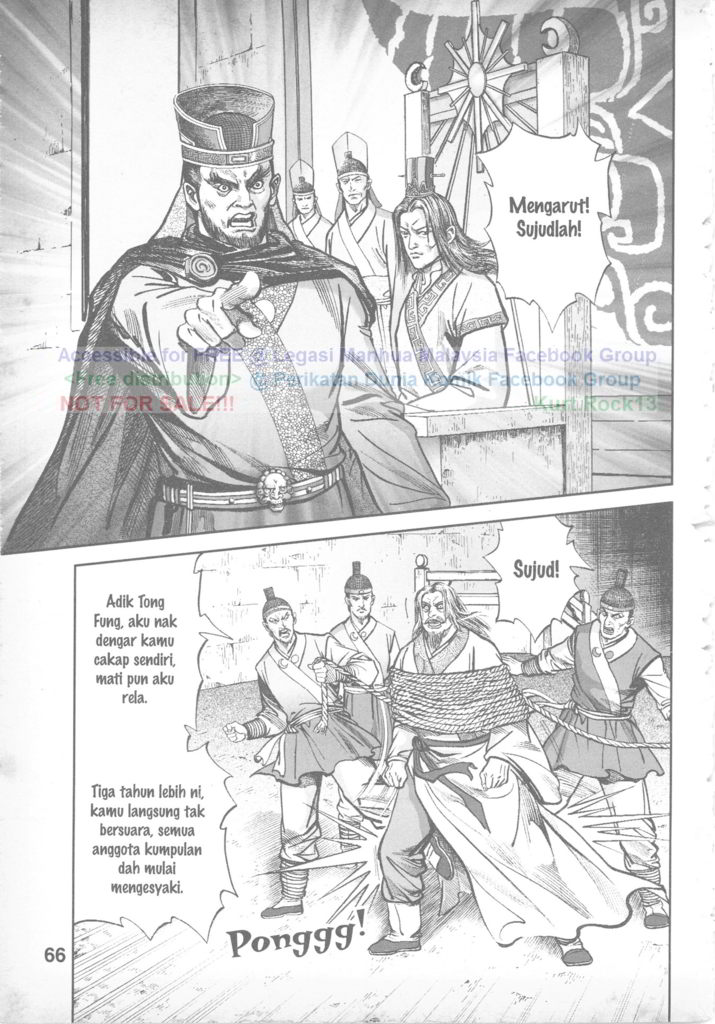 Mengarut!
Sujudlah!
Accessible for FREE @ Legasi Manhua Malaysia Facebook Group
<Free distribution> @ Perikatan Dunia Komik Facebook Group
NOT FOR SALE!!! Kurt Rock13
Sujud!
Adik Tong
Fung, aku nak
dengar kamu
cakap sendiri,
mati pun aku
rela.
Tiga tahun lebih ni,
kamu langsung tak
bersuara, semua
anggota kumpulan
dah mulai
mengesyaki.
Ponggg!
66